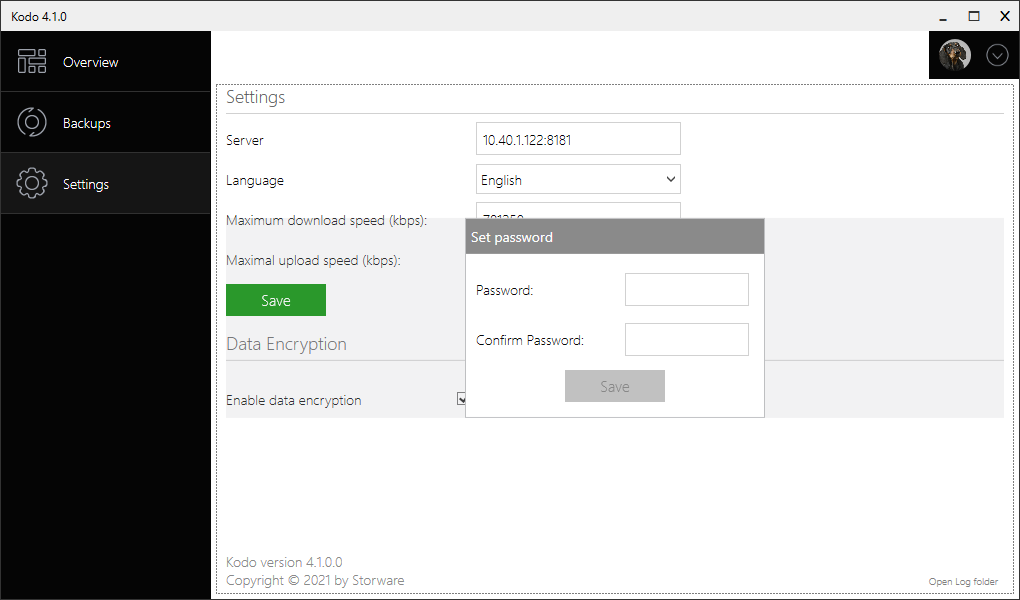 Kodo 4.1.0
Overview
Backups
Settings
Settings
Server
10.40.1.122:8181
Language
English
Maximum download speed (kbps):
Maximal upload speed (kbps):
Save
Set password
Password:
Confirm Password:
Save
Data Encryption
Enable data encryption
Kodo version 4.1.0.0
Copyright © 2021 by Storware
Open Log folder